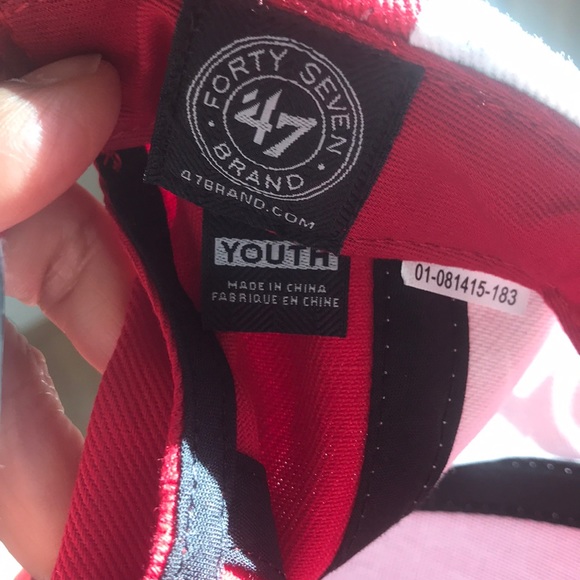 FORTY SEVEN
'47
BRAND
47BRAND.COM
YOUTH
MADE IN CHINA
FABRIQUE EN CHINE
01-081415-183